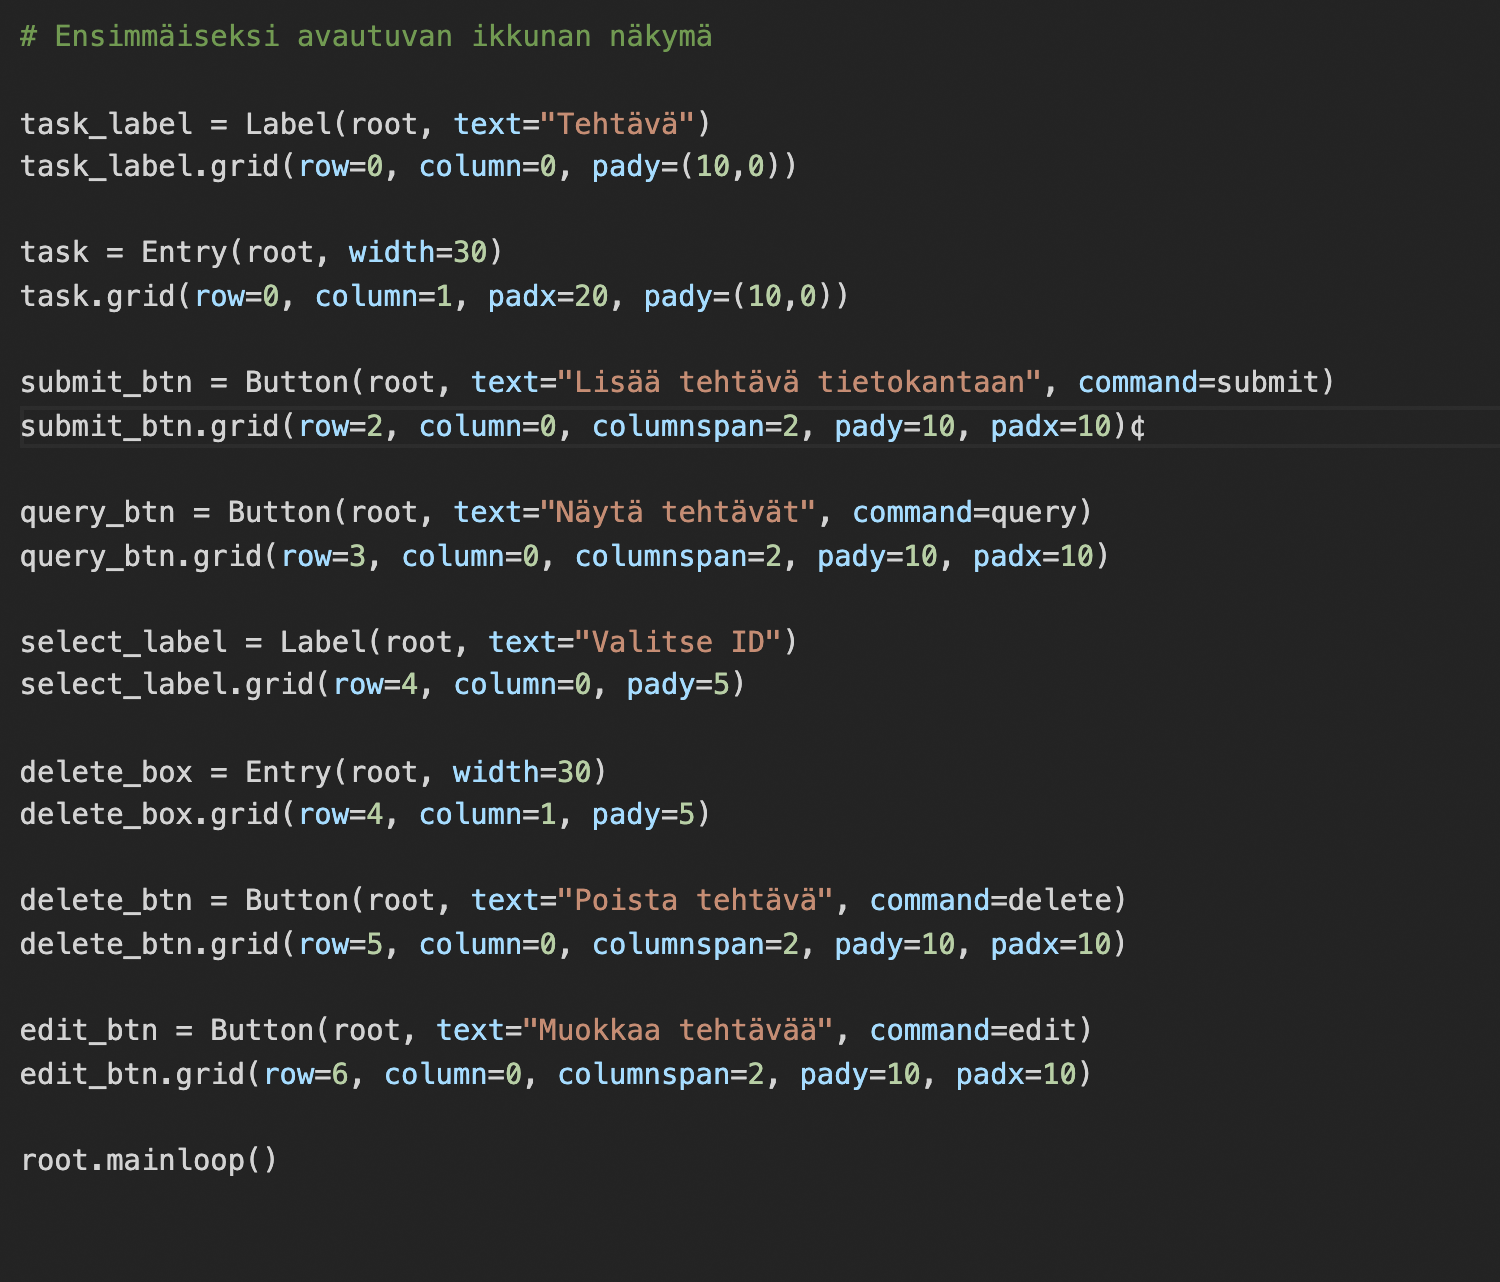 # Ensimmäiseksi avautuvan ikkunan näkymä
task_label = Label(root, text="Tehtävä")
task_label.grid(row=0, column=0, pady=(10,0))
task = Entry(root, width=30)
task.grid(row=0, column=1, padx=20, pady=(10,0))
submit_btn = Button(root, text="Lisää tehtävä tietokantaan", command=submit)
submit_btn.grid(row=2, column=0, columnspan=2, pady=10, padx=10)¢
query_btn = Button(root, text="Näytä tehtävät", command=query)
query_btn.grid(row=3, column=0, columnspan=2, pady=10, padx=10)
select_label = Label(root, text="Valitse ID")
select_label.grid(row=4, column=0, pady=5)
delete_box = Entry(root, width=30)
delete_box.grid(row=4, column=1, pady=5)
delete_btn = Button(root, text="Poista tehtävä", command=delete)
delete_btn.grid(row=5, column=0, columnspan=2, pady=10, padx=10)
edit_btn = Button(root, text="Muokkaa tehtävää", command=edit)
edit_btn.grid(row=6, column=0, columnspan=2, pady=10, padx=10)
root.mainloop()